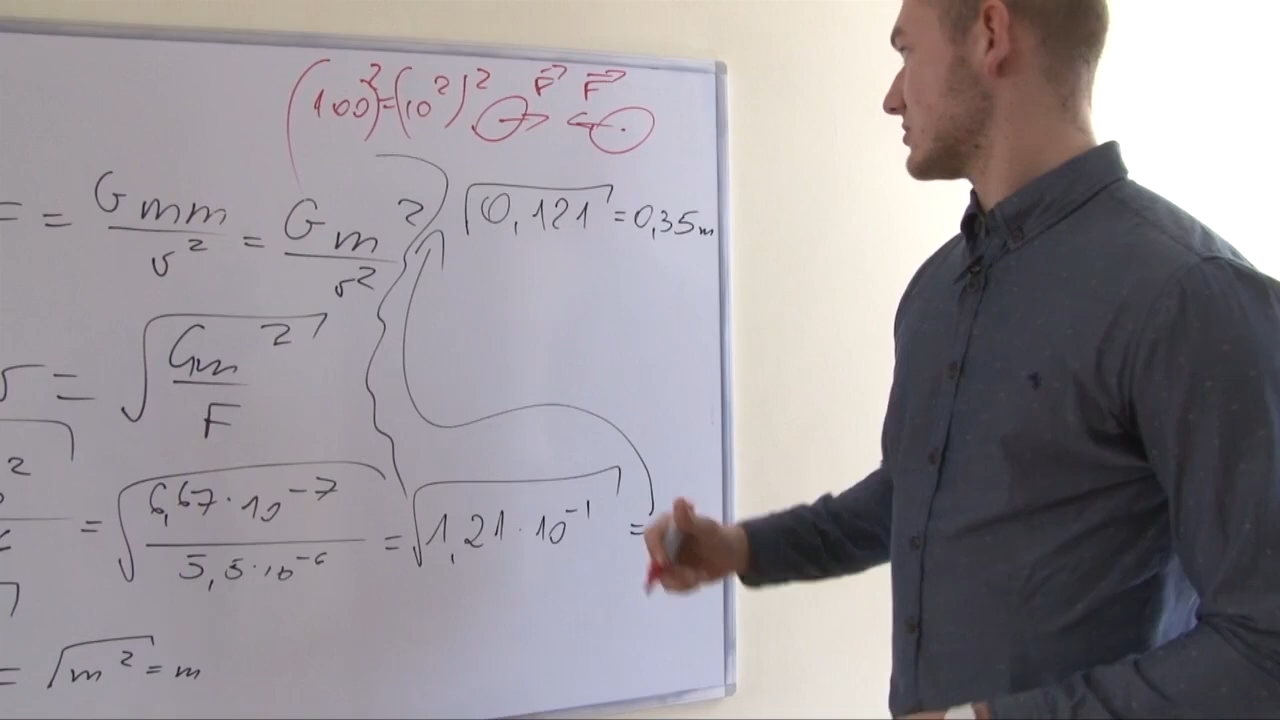 (100)² = (10²)² F⃗ F⃗
F = Gmm/r² = Gm²/r² √0,121 = 0,35m
r = √(Gm²/F)
= √(6,67·10⁻⁷/5,5·10⁻⁶) = √(1,21·10⁻¹) =
= √m² = m